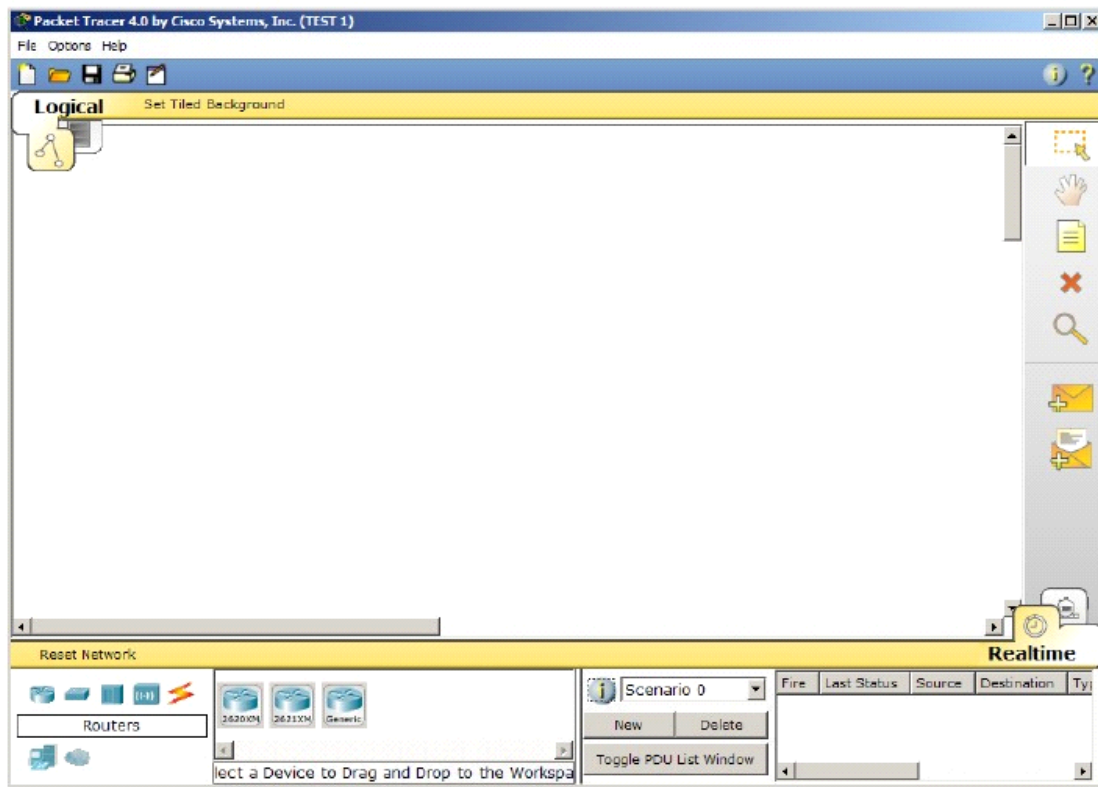 Packet Tracer 4.0 by Cisco Systems, Inc. (TEST 1)
File Options Help
Logical Set Tiled Background
Reset Network
Realtime
Routers
2620XM 2621XM Generic
lect a Device to Drag and Drop to the Workspa
Scenario 0
New Delete
Toggle PDU List Window
Fire Last Status Source Destination Typ